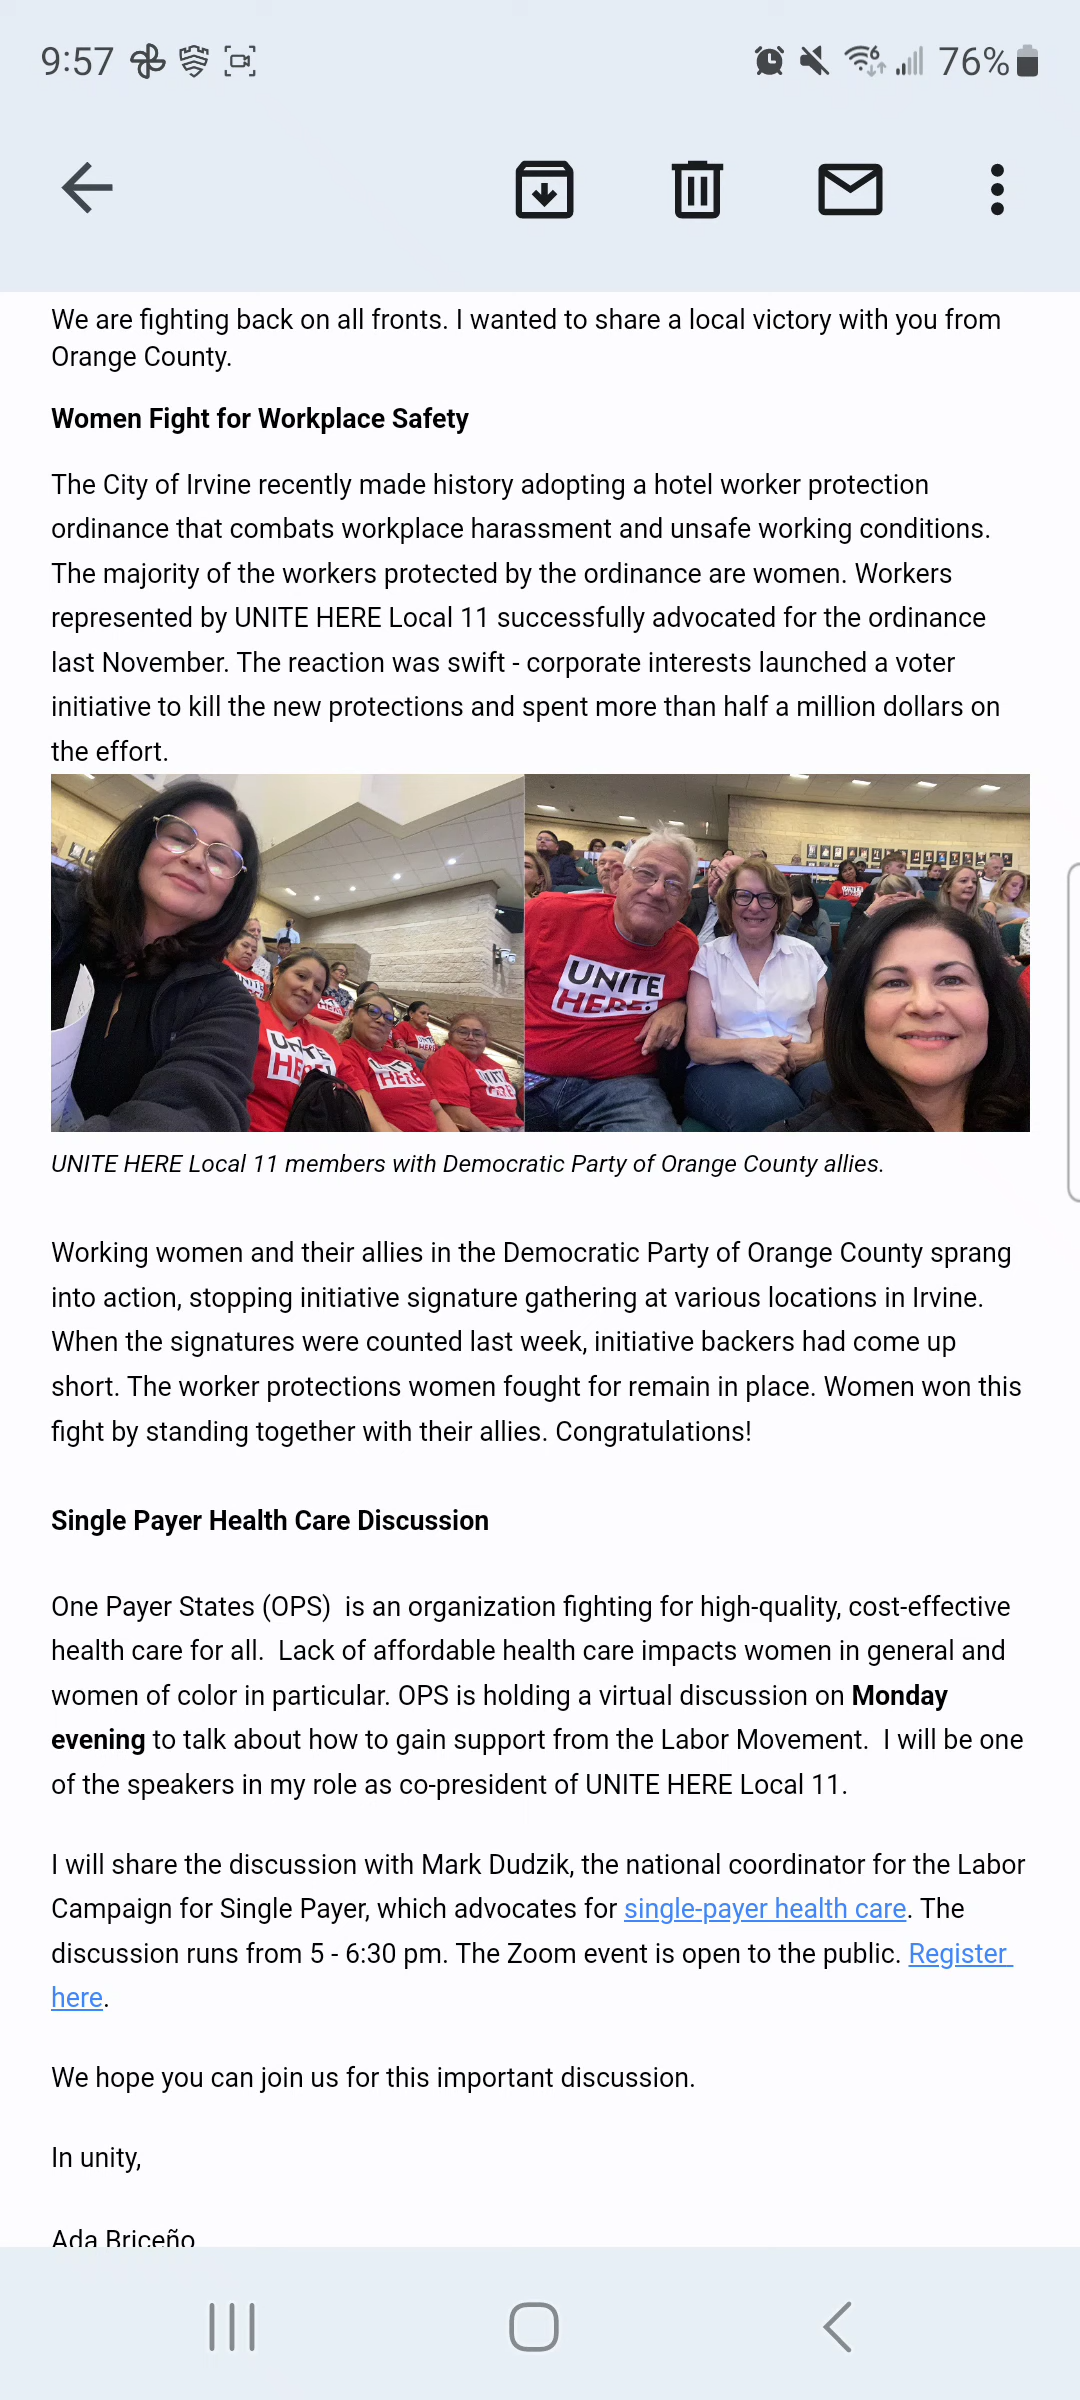 9:57
6
76%
We are fighting back on all fronts. I wanted to share a local victory with you from
Orange County.
Women Fight for Workplace Safety
The City of Irvine recently made history adopting a hotel worker protection
ordinance that combats workplace harassment and unsafe working conditions.
The majority of the workers protected by the ordinance are women. Workers
represented by UNITE HERE Local 11 successfully advocated for the ordinance
last November. The reaction was swift - corporate interests launched a voter
initiative to kill the new protections and spent more than half a million dollars on
the effort.
UNITE
HERE!
UNITE
HERE!
UNITE HERE Local 11 members with Democratic Party of Orange County allies.
Working women and their allies in the Democratic Party of Orange County sprang
into action, stopping initiative signature gathering at various locations in Irvine.
When the signatures were counted last week, initiative backers had come up
short. The worker protections women fought for remain in place. Women won this
fight by standing together with their allies. Congratulations!
Single Payer Health Care Discussion
One Payer States (OPS)  is an organization fighting for high-quality, cost-effective
health care for all.  Lack of affordable health care impacts women in general and
women of color in particular. OPS is holding a virtual discussion on Monday
evening to talk about how to gain support from the Labor Movement.  I will be one
of the speakers in my role as co-president of UNITE HERE Local 11.
I will share the discussion with Mark Dudzik, the national coordinator for the Labor
Campaign for Single Payer, which advocates for single-payer health care. The
discussion runs from 5 - 6:30 pm. The Zoom event is open to the public. Register
here.
We hope you can join us for this important discussion.
In unity,
Ada Briceño